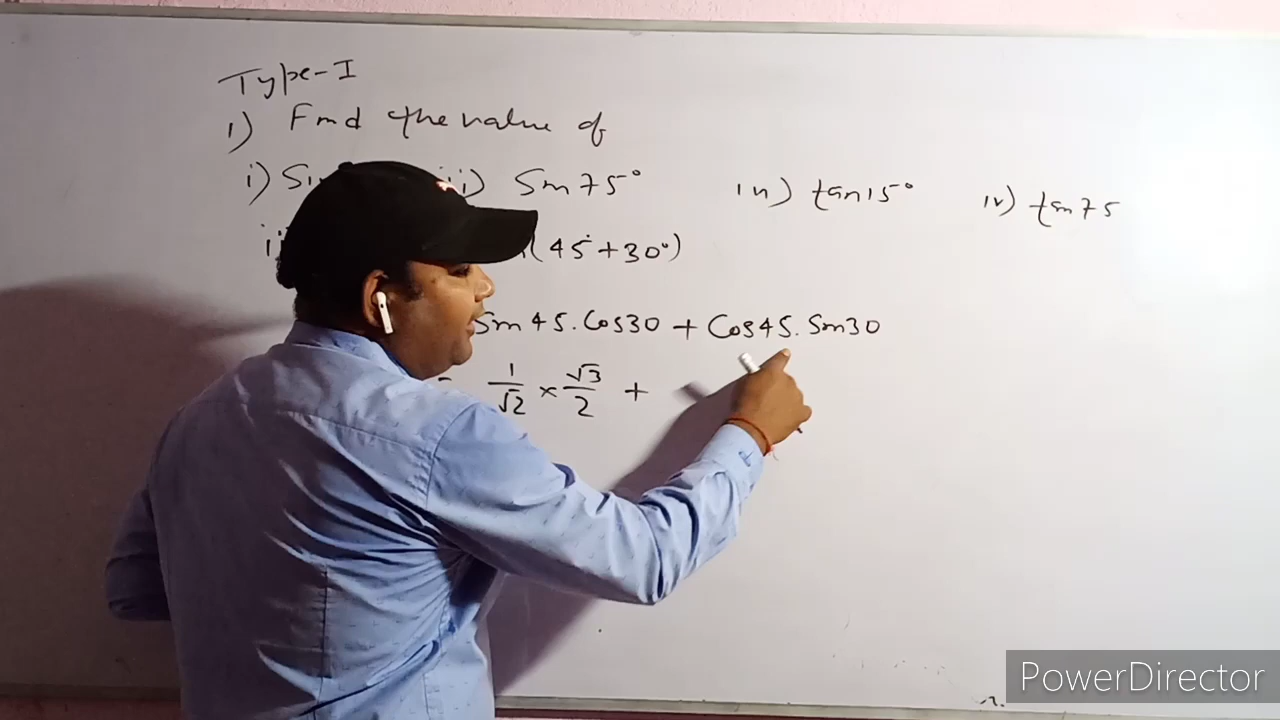 Type-I
1) Find the value of
i) Sin ii) Sin 75° iii) tan 15° iv) tan 75
(45° + 30°)
Sin 45. Cos 30 + Cos 45. Sin 30
= 1/√2 × √3/2 +
PowerDirector